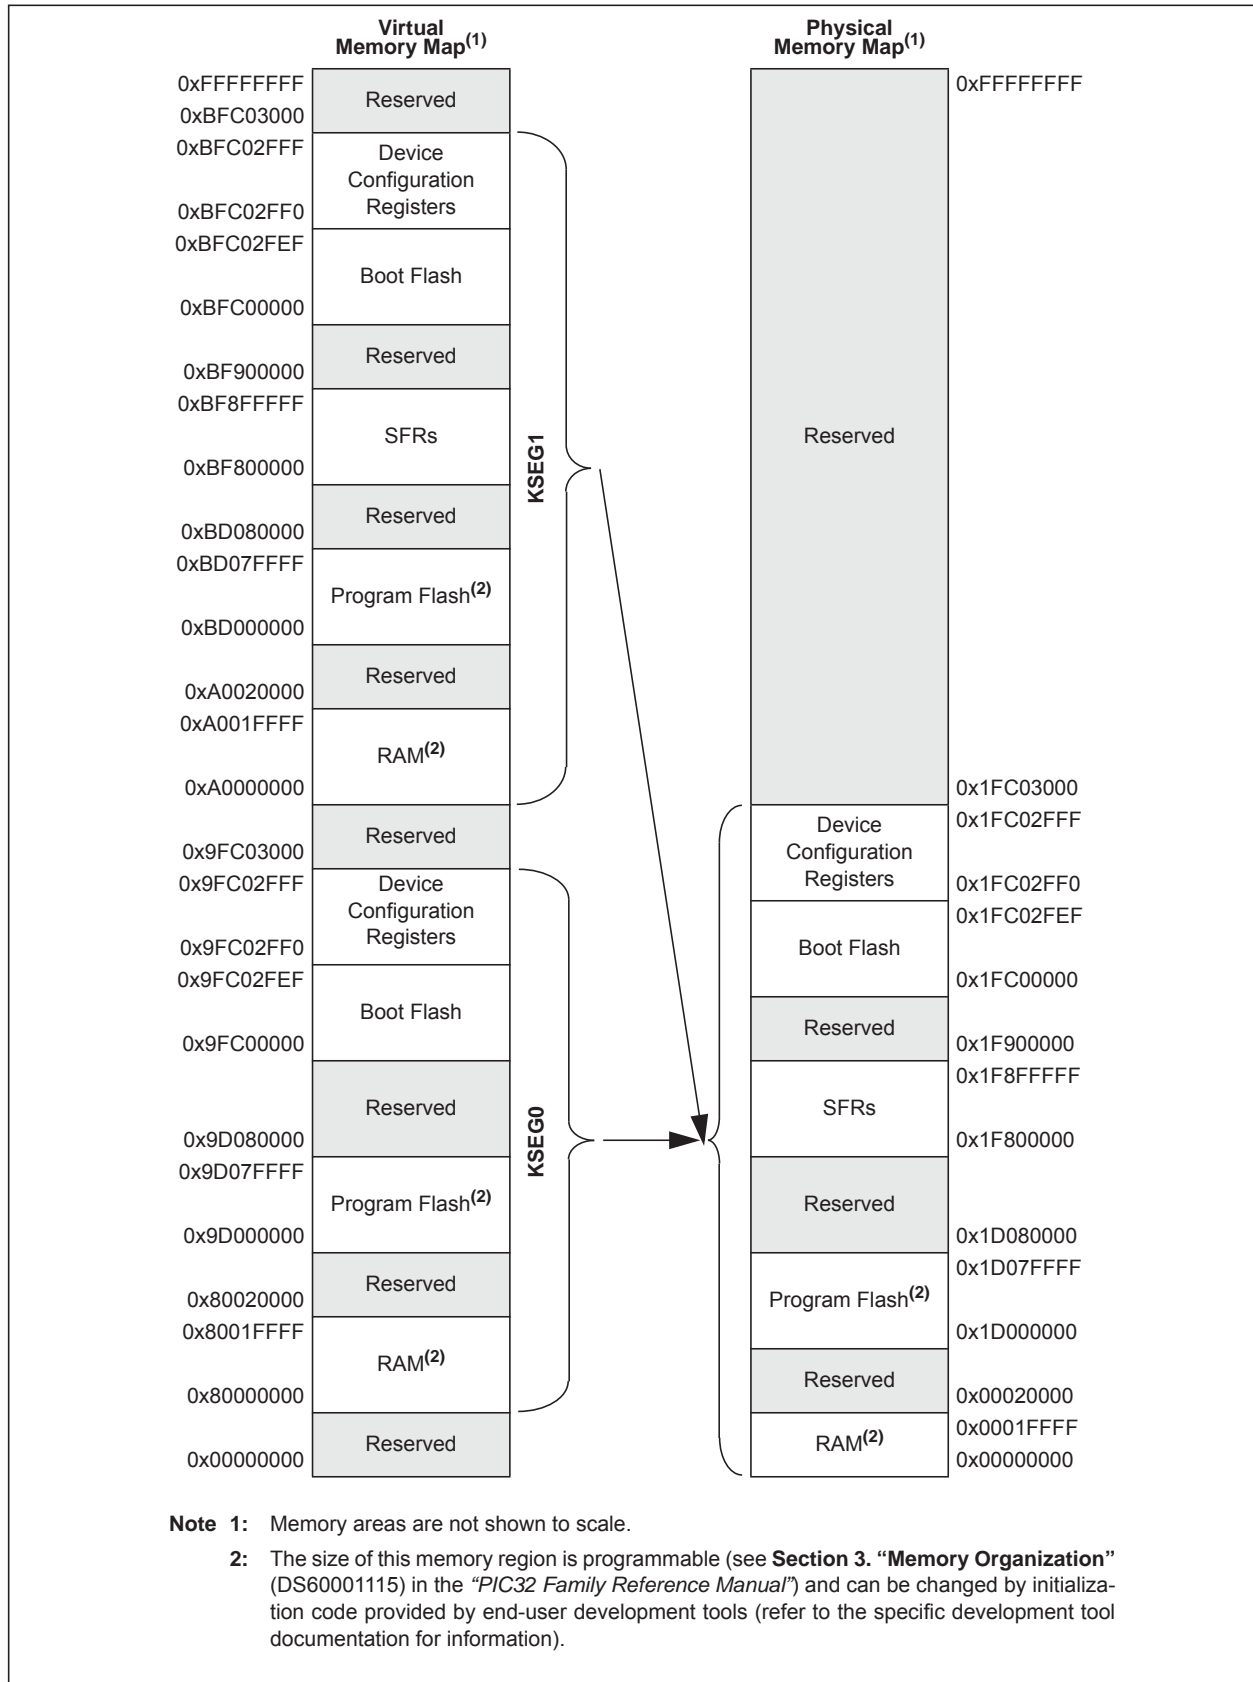 Virtual
Memory Map(1)
Physical
Memory Map(1)
0xFFFFFFFF
Reserved
0xBFC03000
0xBFC02FFF
Device
Configuration
Registers
0xBFC02FF0
0xBFC02FEF
Boot Flash
0xBFC00000
Reserved
0xBF900000
0xBF8FFFFF
SFRs
0xBF800000
Reserved
0xBD080000
0xBD07FFFF
Program Flash(2)
0xBD000000
Reserved
0xA0020000
0xA001FFFF
RAM(2)
0xA0000000
KSEG1
Reserved
0x9FC03000
0x9FC02FFF
Device
Configuration
Registers
0x9FC02FF0
0x9FC02FEF
Boot Flash
0x9FC00000
Reserved
0x9D080000
0x9D07FFFF
Program Flash(2)
0x9D000000
Reserved
0x80020000
0x8001FFFF
RAM(2)
0x80000000
KSEG0
Reserved
0x00000000
0xFFFFFFFF
Reserved
0x1FC03000
0x1FC02FFF
Device
Configuration
Registers
0x1FC02FF0
0x1FC02FEF
Boot Flash
0x1FC00000
Reserved
0x1F900000
0x1F8FFFFF
SFRs
0x1F800000
Reserved
0x1D080000
0x1D07FFFF
Program Flash(2)
0x1D000000
Reserved
0x00020000
0x0001FFFF
RAM(2)
0x00000000
Note 1: Memory areas are not shown to scale.
2: The size of this memory region is programmable (see Section 3. “Memory Organization”
(DS60001115) in the “PIC32 Family Reference Manual”) and can be changed by initializa-
tion code provided by end-user development tools (refer to the specific development tool
documentation for information).